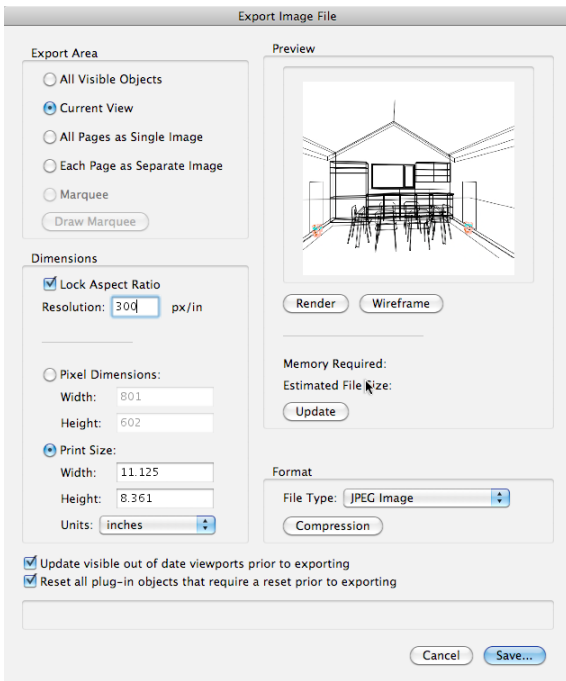 Export Image File
Export Area
All Visible Objects
Current View
All Pages as Single Image
Each Page as Separate Image
Marquee
Draw Marquee
Dimensions
Lock Aspect Ratio
Resolution: 300 px/in
Pixel Dimensions:
Width: 801
Height: 602
Print Size:
Width: 11.125
Height: 8.361
Units: inches
Preview
Render Wireframe
Memory Required:
Estimated File Size:
Update
Format
File Type: JPEG Image
Compression
Update visible out of date viewports prior to exporting
Reset all plug-in objects that require a reset prior to exporting
Cancel Save...